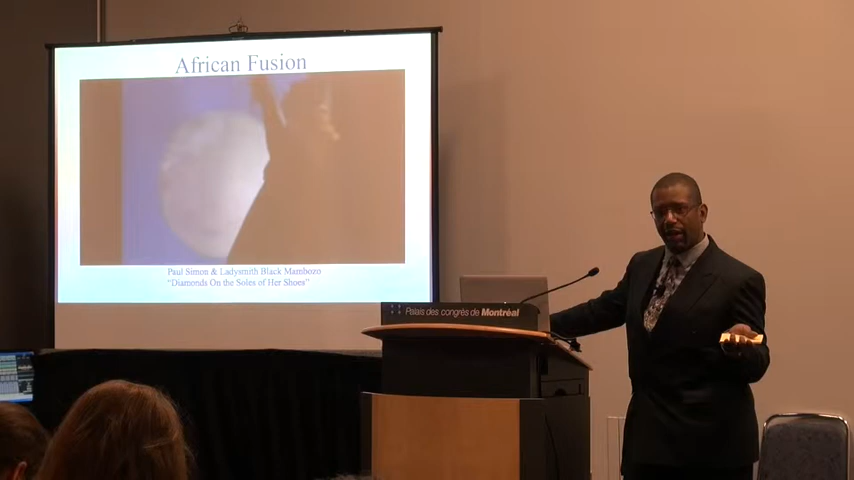 African Fusion
Paul Simon & Ladysmith Black Mambozo
"Diamonds On the Soles of Her Shoes"
Palais des congrès de Montréal